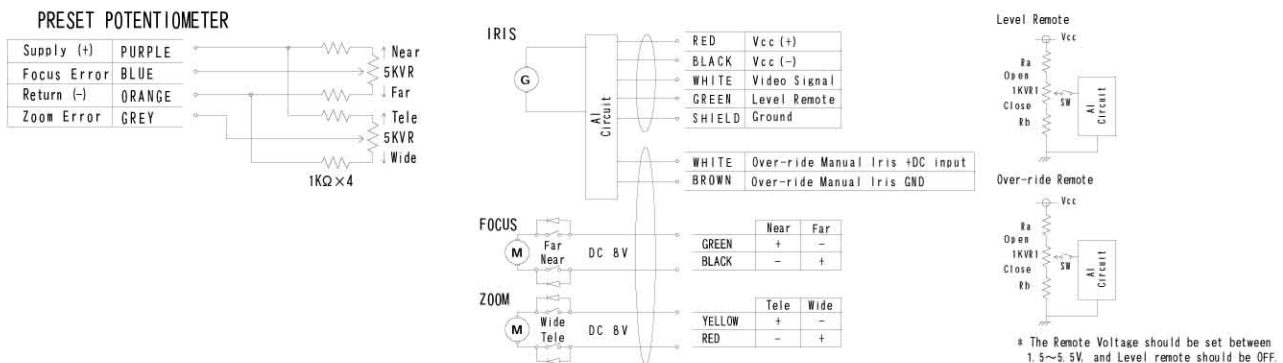 PRESET POTENTIOMETER
Supply (+) PURPLE
Focus Error BLUE
Return (-) ORANGE
Zoom Error GREY
↑ Near
5KVR
↓ Far
↑ Tele
5KVR
↓ Wide
1KΩ×4
IRIS
G
AI Circuit
RED Vcc (+)
BLACK Vcc (-)
WHITE Video Signal
GREEN Level Remote
SHIELD Ground
WHITE Over-ride Manual Iris +DC input
BROWN Over-ride Manual Iris GND
FOCUS
M
Far
Near
DC 8V
Near Far
GREEN + -
BLACK - +
ZOOM
M
Wide
Tele
DC 8V
Tele Wide
YELLOW + -
RED - +
Level Remote
Vcc
Ra
Open
1KVR1
Close
Rb
SW
AI Circuit
Over-ride Remote
Vcc
Ra
Open
1KVR1
Close
Rb
SW
AI Circuit
* The Remote Voltage should be set between
1.5~5.5V, and Level remote should be OFF.